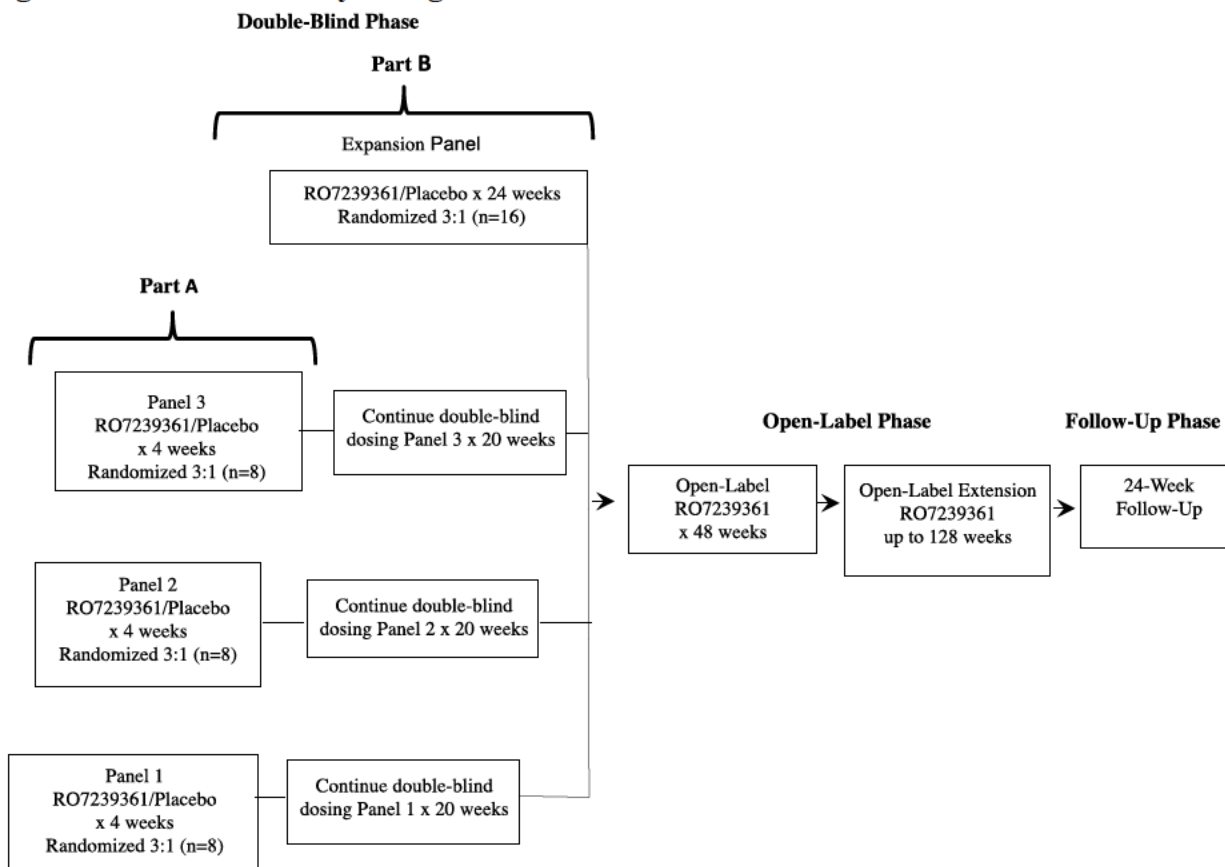 Double-Blind Phase
Part B
Expansion Panel
RO7239361/Placebo x 24 weeks
Randomized 3:1 (n=16)
Part A
Panel 3
RO7239361/Placebo
x 4 weeks
Randomized 3:1 (n=8)
Continue double-blind
dosing Panel 3 x 20 weeks
Panel 2
RO7239361/Placebo
x 4 weeks
Randomized 3:1 (n=8)
Continue double-blind
dosing Panel 2 x 20 weeks
Panel 1
RO7239361/Placebo
x 4 weeks
Randomized 3:1 (n=8)
Continue double-blind
dosing Panel 1 x 20 weeks
Open-Label Phase
Open-Label
RO7239361
x 48 weeks
Open-Label Extension
RO7239361
up to 128 weeks
Follow-Up Phase
24-Week
Follow-Up